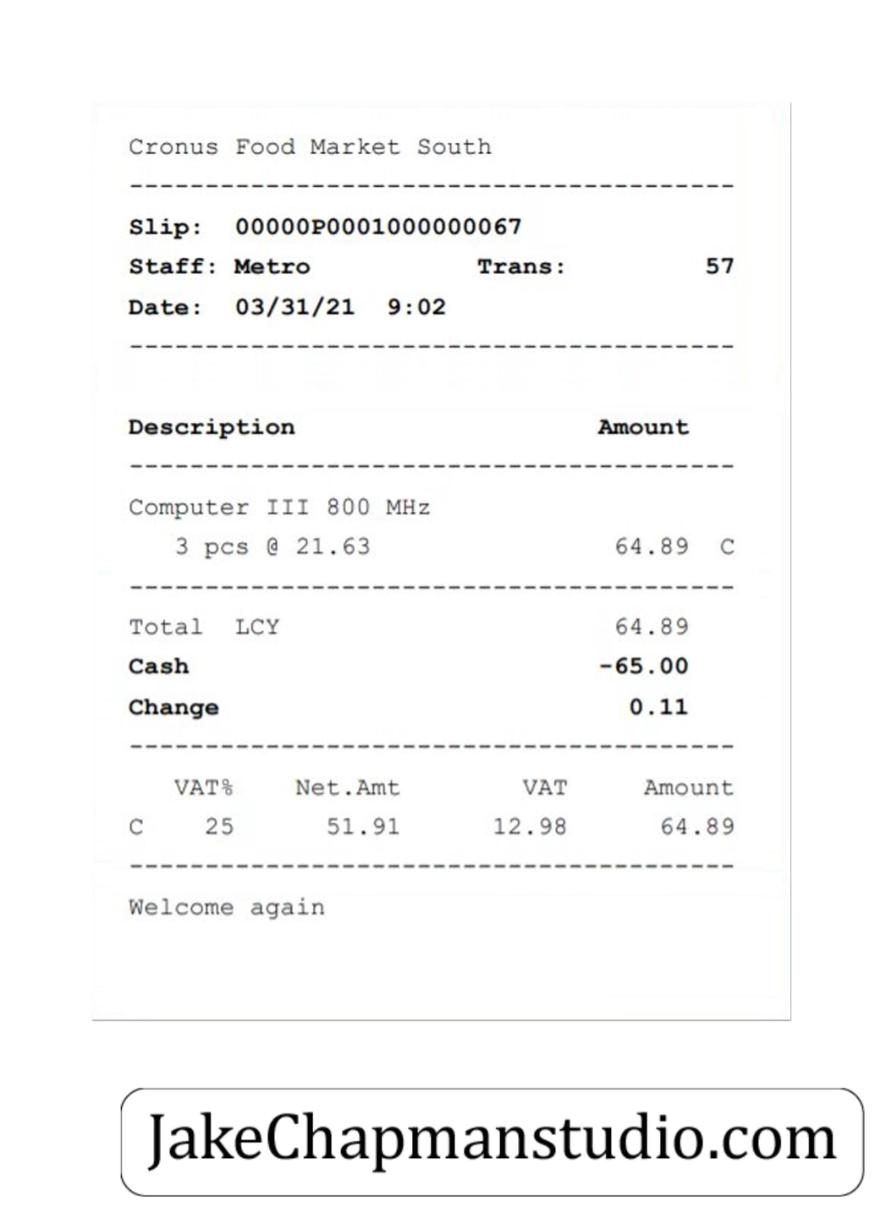 Cronus Food Market South
----------------------------------------
Slip: 00000P0001000000067
Staff: Metro Trans: 57
Date: 03/31/21 9:02
----------------------------------------
Description Amount
----------------------------------------
Computer III 800 MHz
3 pcs @ 21.63 64.89 C
----------------------------------------
Total LCY 64.89
Cash -65.00
Change 0.11
----------------------------------------
VAT% Net.Amt VAT Amount
C 25 51.91 12.98 64.89
----------------------------------------
Welcome again
JakeChapmanstudio.com